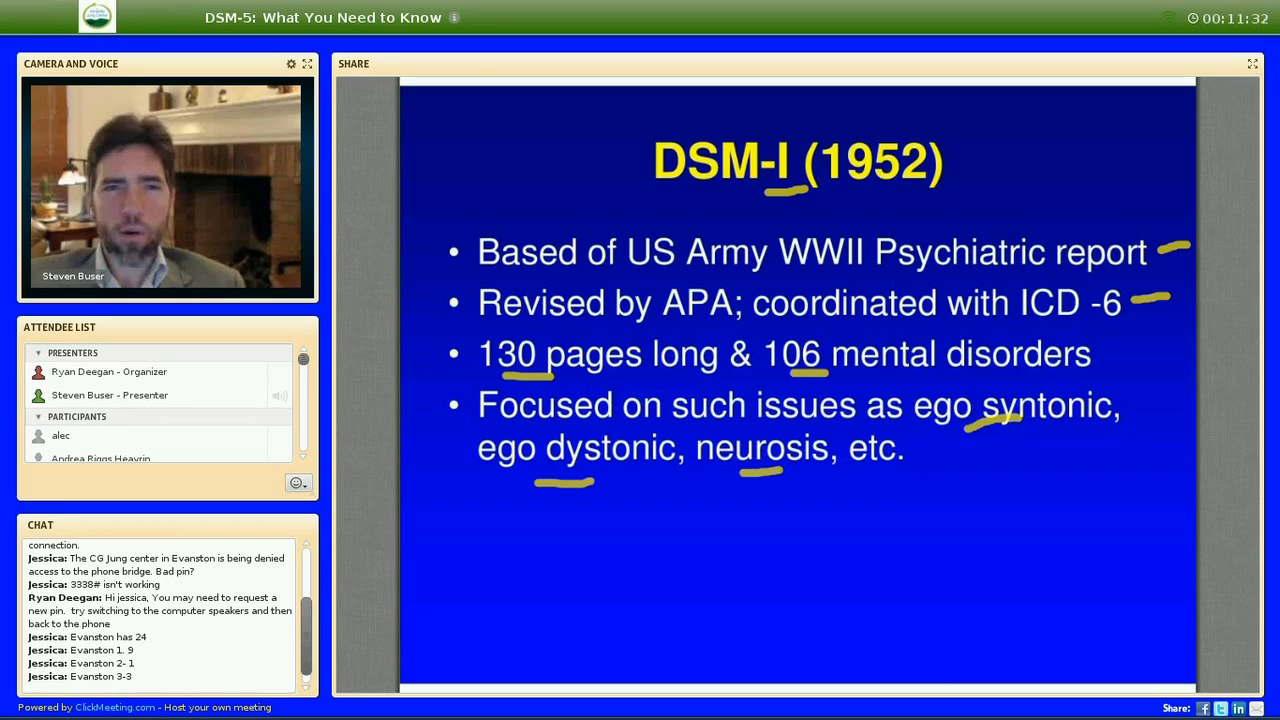 DSM-5: What You Need to Know
00:11:32
CAMERA AND VOICE
Steven Buser
ATTENDEE LIST
PRESENTERS
Ryan Deegan - Organizer
Steven Buser - Presenter
PARTICIPANTS
alec
Andrea Riggs Heavrin
CHAT
connection.
Jessica: The CG Jung center in Evanston is being denied
access to the phone bridge. Bad pin?
Jessica: 3338# isn't working
Ryan Deegan: Hi jessica, You may need to request a
new pin. try switching to the computer speakers and then
back to the phone
Jessica: Evanston has 24
Jessica: Evanston 1. 9
Jessica: Evanston 2- 1
Jessica: Evanston 3-3
SHARE
DSM-I (1952)
• Based of US Army WWII Psychiatric report
• Revised by APA; coordinated with ICD -6
• 130 pages long & 106 mental disorders
• Focused on such issues as ego syntonic,
ego dystonic, neurosis, etc.
Powered by ClickMeeting.com - Host your own meeting
Share: